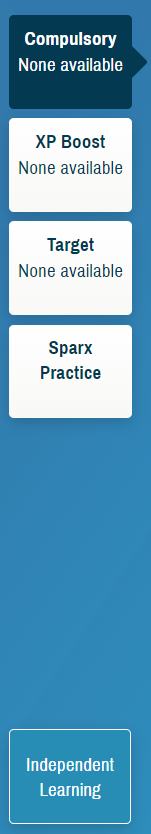 Compulsory
None available
XP Boost
None available
Target
None available
Sparx
Practice
Independent
Learning